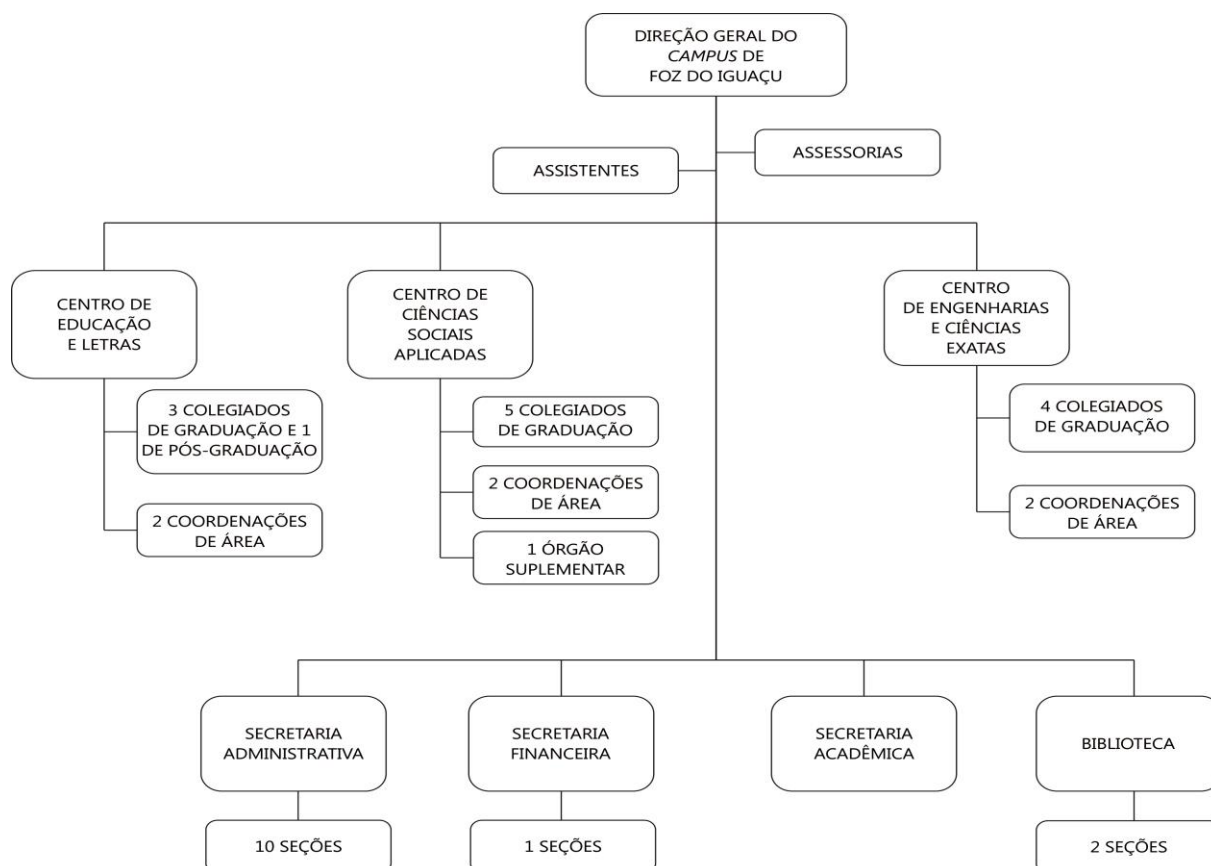 DIREÇÃO GERAL DO
CAMPUS DE
FOZ DO IGUAÇU
ASSESSORIAS
ASSISTENTES
CENTRO DE
EDUCAÇÃO
E LETRAS
3 COLEGIADOS
DE GRADUAÇÃO E 1
DE PÓS-GRADUAÇÃO
2 COORDENAÇÕES
DE ÁREA
CENTRO DE
CIÊNCIAS
SOCIAIS
APLICADAS
5 COLEGIADOS
DE GRADUAÇÃO
2 COORDENAÇÕES
DE ÁREA
1 ÓRGÃO
SUPLEMENTAR
CENTRO
DE ENGENHARIAS
E CIÊNCIAS
EXATAS
4 COLEGIADOS
DE GRADUAÇÃO
2 COORDENAÇÕES
DE ÁREA
SECRETARIA
ADMINISTRATIVA
10 SEÇÕES
SECRETARIA
FINANCEIRA
1 SEÇÕES
SECRETARIA
ACADÊMICA
BIBLIOTECA
2 SEÇÕES